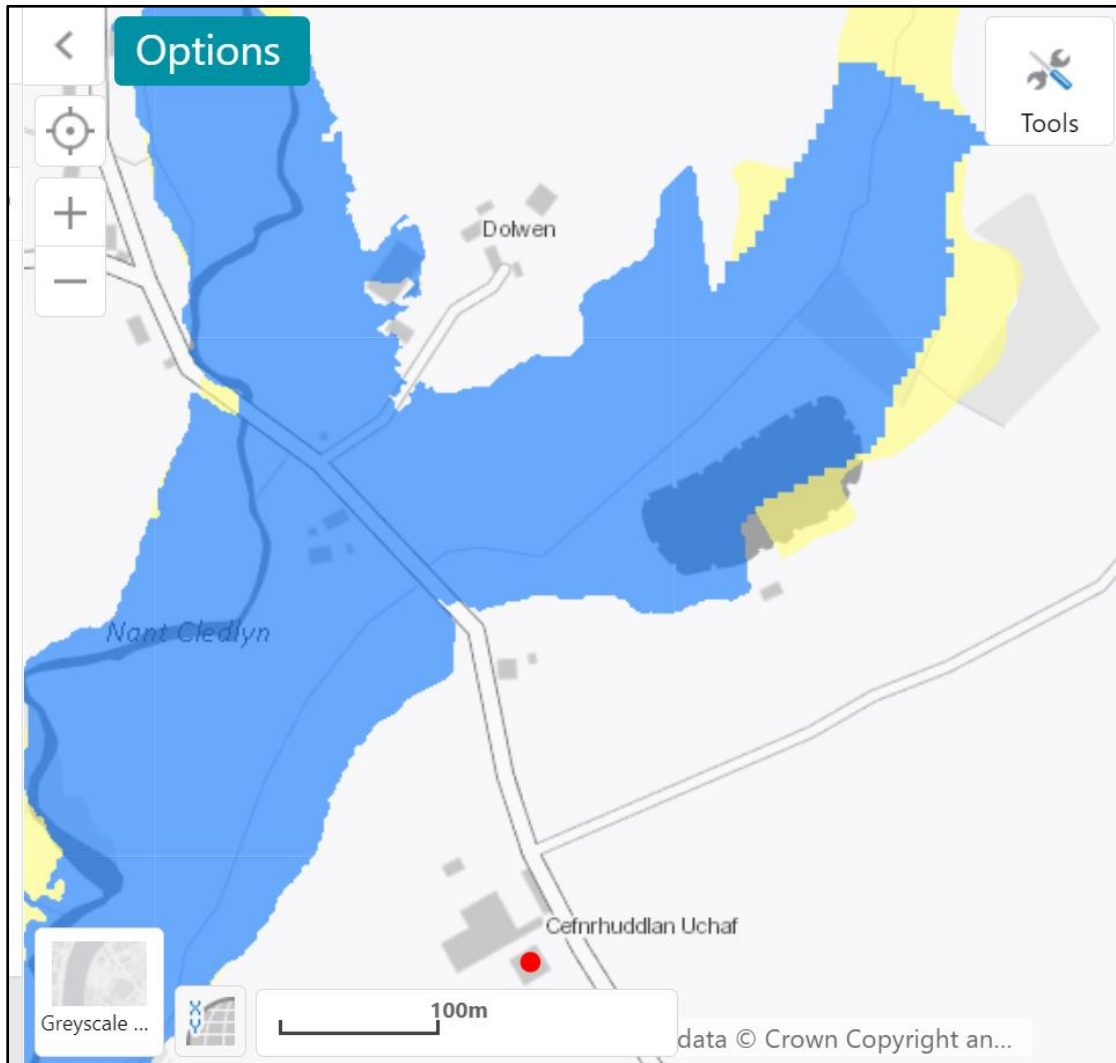 Options
Tools
Dolwen
Nant Cledlyn
Cefnrhuddlan Uchaf
Greyscale ...
X Y
100m
data © Crown Copyright an...